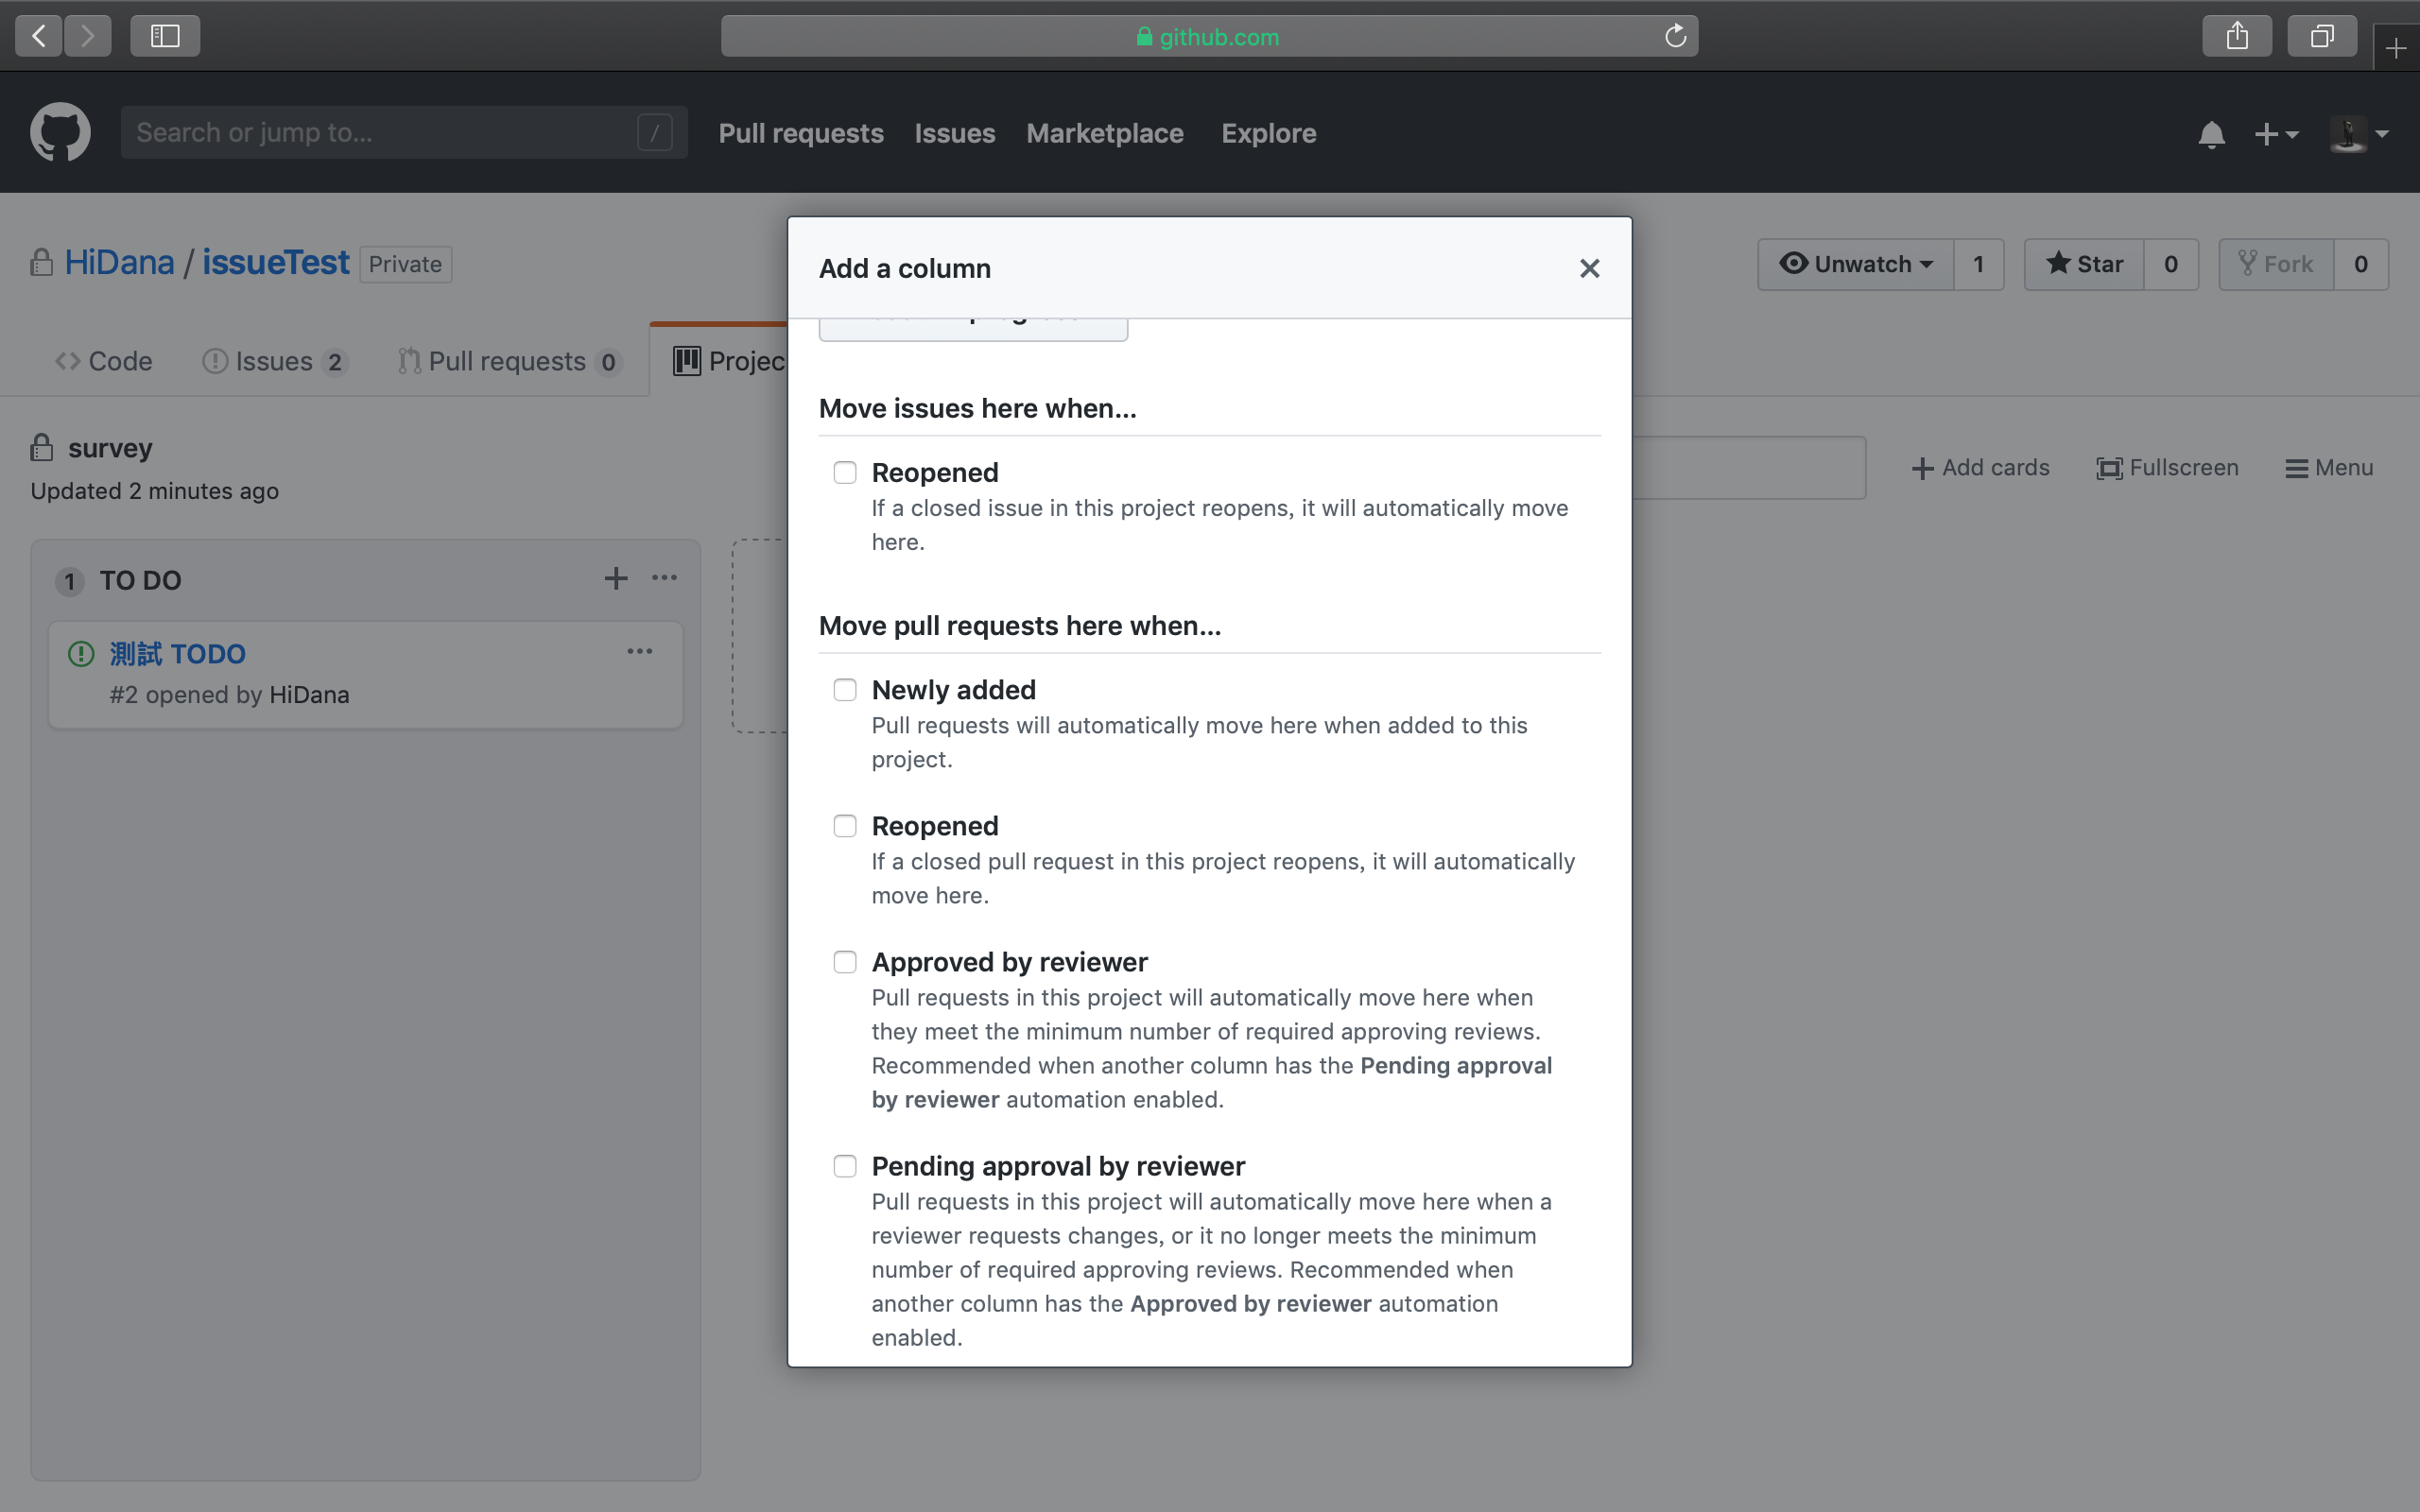 github.com
Search or jump to...
/
Pull requests
Issues
Marketplace
Explore
HiDana / issueTest
Private
Unwatch
1
Star
0
Fork
0
Code
Issues 2
Pull requests 0
Projec
survey
Updated 2 minutes ago
Add cards
Fullscreen
Menu
1 TO DO
測試 TODO
#2 opened by HiDana
Add a column
Move issues here when...
Reopened
If a closed issue in this project reopens, it will automatically move
here.
Move pull requests here when...
Newly added
Pull requests will automatically move here when added to this
project.
Reopened
If a closed pull request in this project reopens, it will automatically
move here.
Approved by reviewer
Pull requests in this project will automatically move here when
they meet the minimum number of required approving reviews.
Recommended when another column has the Pending approval
by reviewer automation enabled.
Pending approval by reviewer
Pull requests in this project will automatically move here when a
reviewer requests changes, or it no longer meets the minimum
number of required approving reviews. Recommended when
another column has the Approved by reviewer automation
enabled.